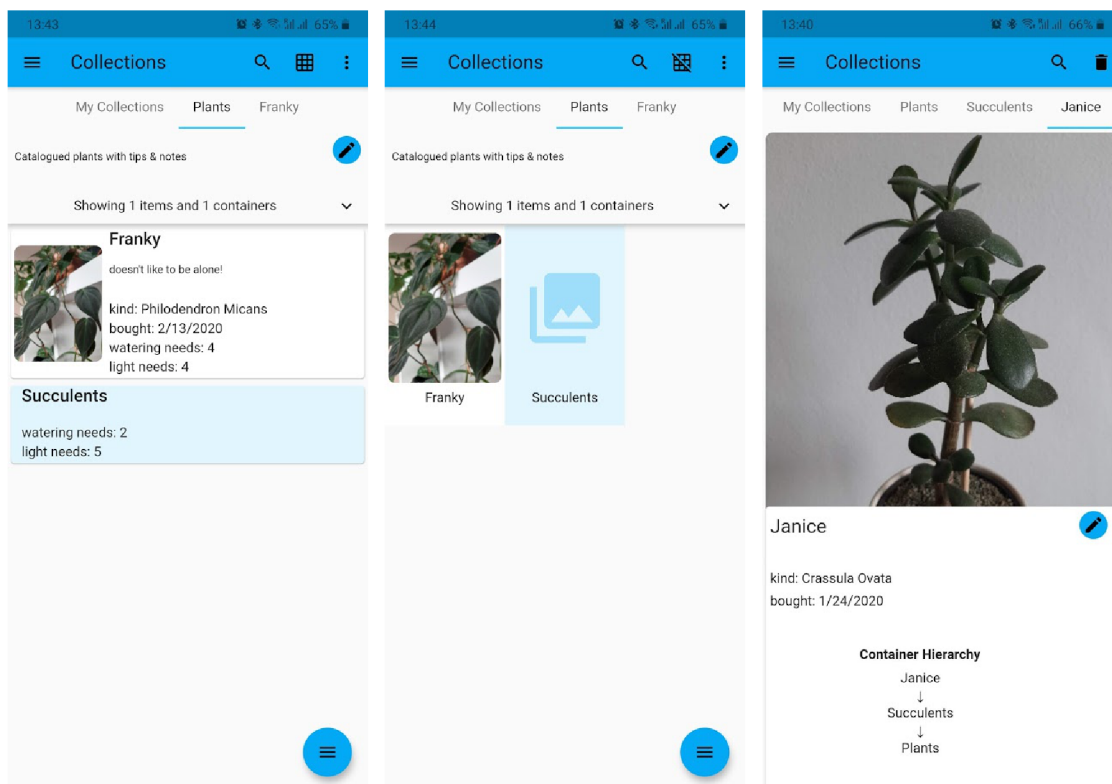 13:43 65%
Collections
My Collections Plants Franky
Catalogued plants with tips & notes
Showing 1 items and 1 containers
Franky
doesn't like to be alone!
kind: Philodendron Micans
bought: 2/13/2020
watering needs: 4
light needs: 4
Succulents
watering needs: 2
light needs: 5
13:44 65%
Collections
My Collections Plants Franky
Catalogued plants with tips & notes
Showing 1 items and 1 containers
Franky Succulents
13:40 66%
Collections
My Collections Plants Succulents Janice
Janice
kind: Crassula Ovata
bought: 1/24/2020
Container Hierarchy
Janice
↓
Succulents
↓
Plants